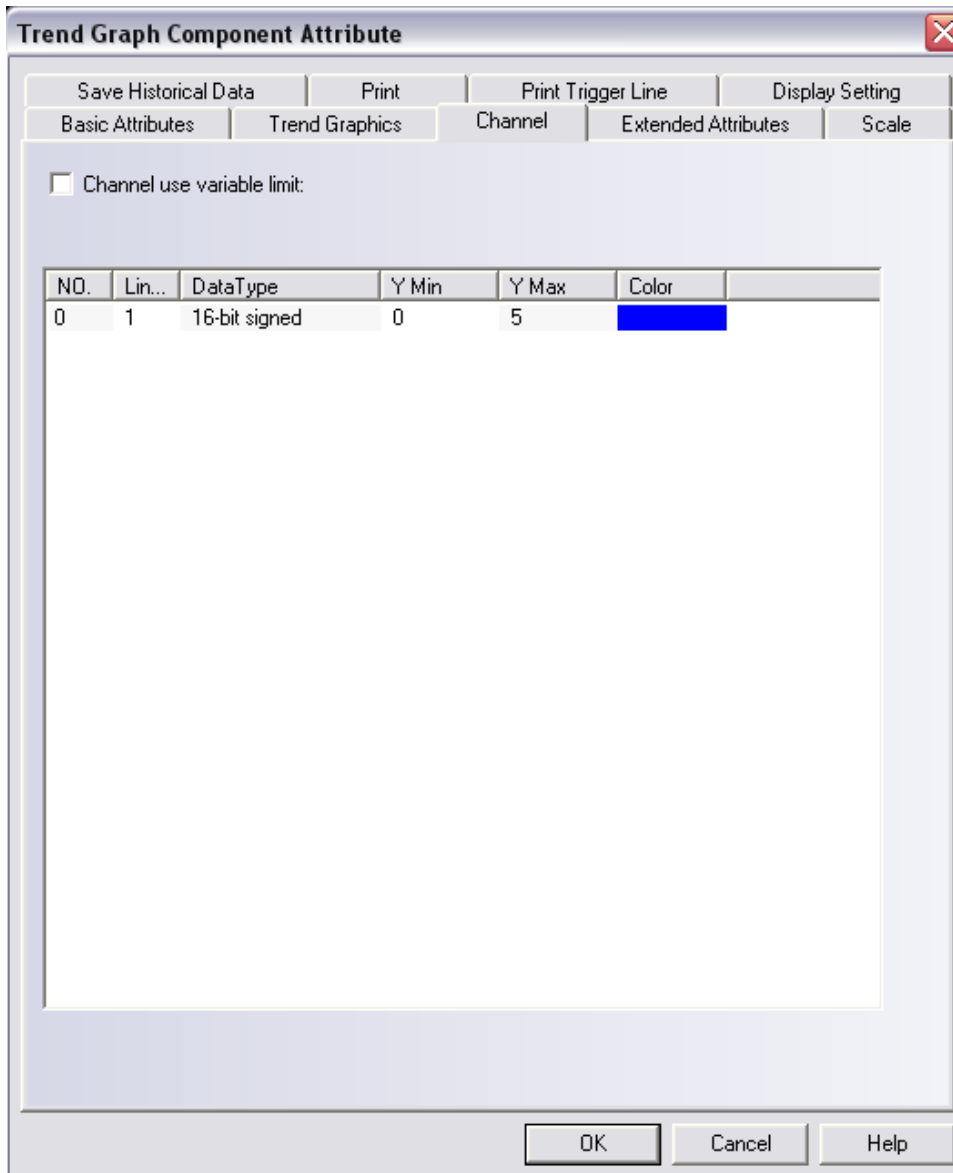 Trend Graph Component Attribute
Save Historical Data Print Print Trigger Line Display Setting
Basic Attributes Trend Graphics Channel Extended Attributes Scale
Channel use variable limit:
NO. Lin... DataType Y Min Y Max Color
0 1 16-bit signed 0 5
OK Cancel Help